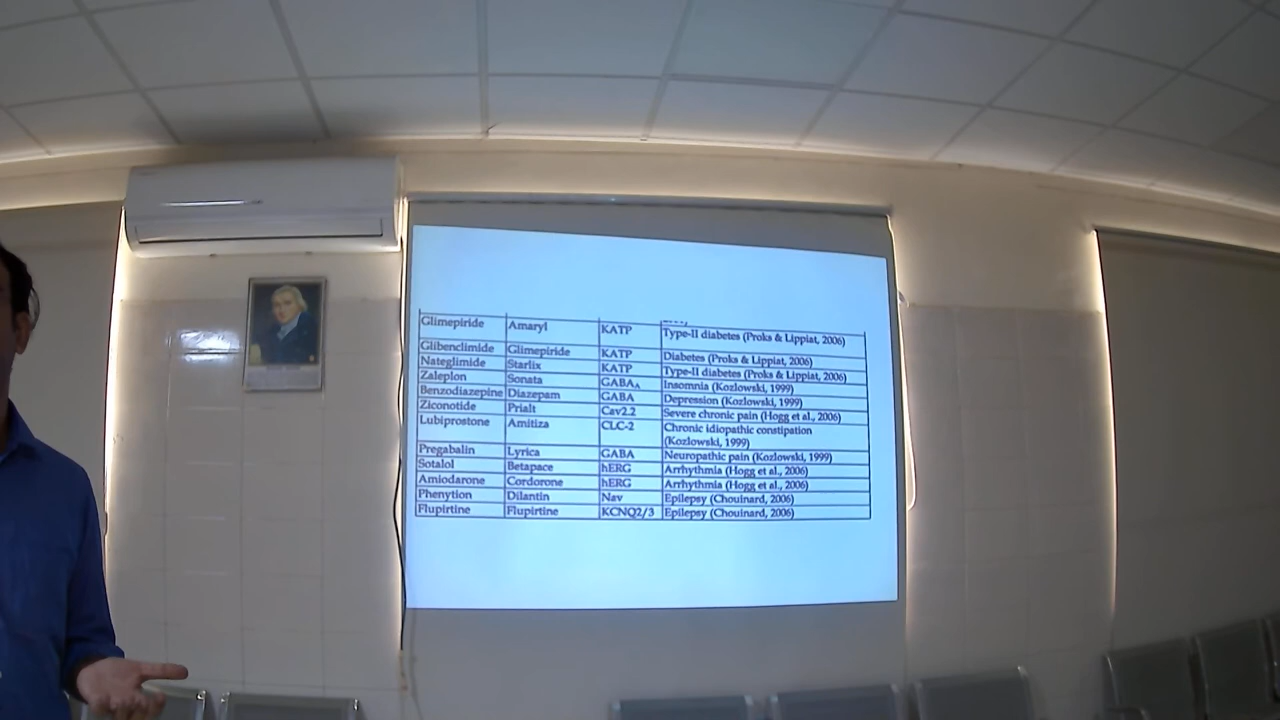 Glimepiride Amaryl KATP Type-II diabetes (Proks & Lippiat, 2006)
Glibenclimide Glimepiride KATP Diabetes (Proks & Lippiat, 2006)
Nateglimide Starlix KATP Type-II diabetes (Proks & Lippiat, 2006)
Zaleplon Sonata GABAA Insomnia (Kozlowski, 1999)
Benzodiazepine Diazepam GABA Depression (Kozlowski, 1999)
Ziconotide Prialt Cav2.2 Severe chronic pain (Hogg et al., 2006)
Lubiprostone Amitiza CLC-2 Chronic idiopathic constipation
(Kozlowski, 1999)
Pregabalin Lyrica GABA Neuropathic pain (Kozlowski, 1999)
Sotalol Betapace hERG Arrhythmia (Hogg et al., 2006)
Amiodarone Cordorone hERG Arrhythmia (Hogg et al., 2006)
Phenytion Dilantin Nav Epilepsy (Chouinard, 2006)
Flupirtine Flupirtine KCNQ2/3 Epilepsy (Chouinard, 2006)